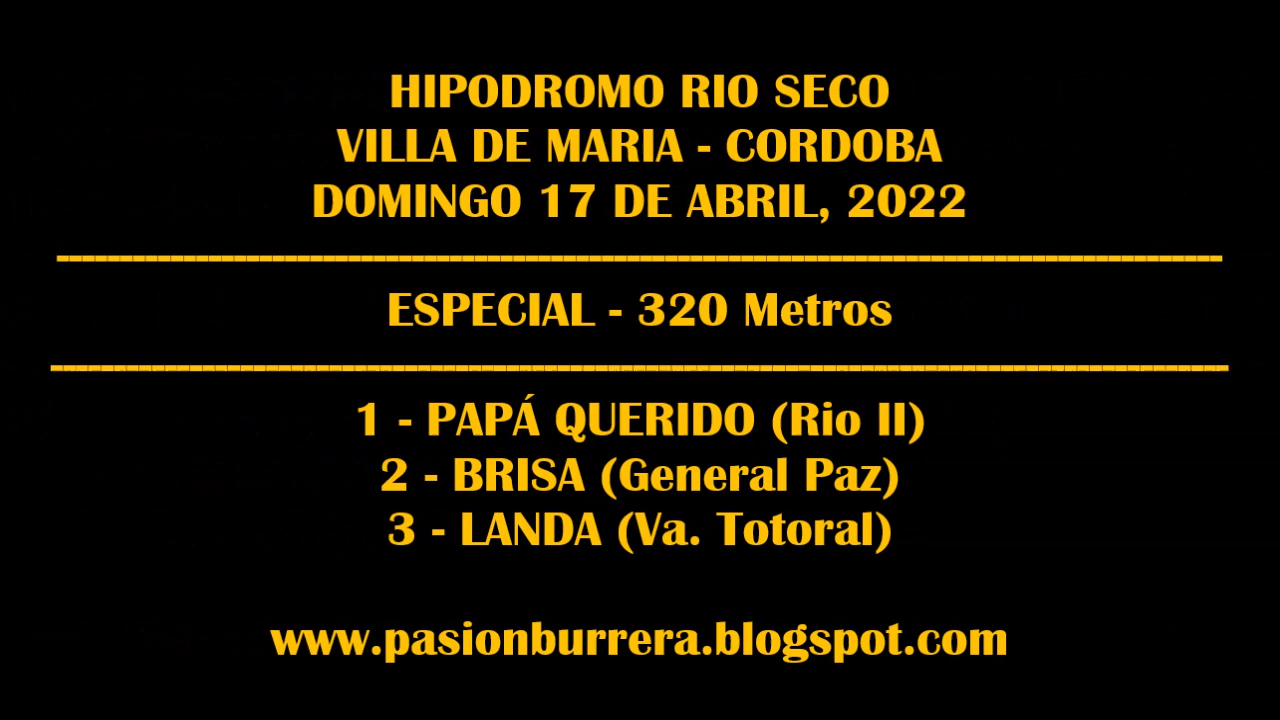 HIPODROMO RIO SECO
VILLA DE MARIA - CORDOBA
DOMINGO 17 DE ABRIL, 2022
ESPECIAL - 320 Metros
1 - PAPÁ QUERIDO (Rio II)
2 - BRISA (General Paz)
3 - LANDA (Va. Totoral)
www.pasionburrera.blogspot.com